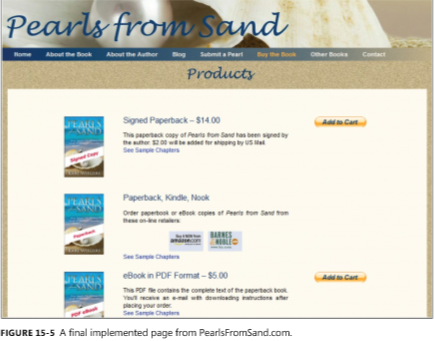 Pearls from Sand
Home About the Book About the Author Blog Submit a Pearl Buy the Book Other Books Contact
Products
Signed Paperback – $14.00
Add to Cart
This paperback copy of Pearls from Sand has been signed by
the author. $2.00 will be added for shipping by US Mail.
See Sample Chapters
PEARLS
SAND
Signed Copy
Paperback, Kindle, Nook
Order paperbook or eBook copies of Pearls from Sand from
these on-line retailers.
amazon.com
BARNES
&NOBLE
See Sample Chapters
PEARLS
SAND
Paperback
eBook in PDF Format – $5.00
Add to Cart
This PDF file contains the complete text of the paperback book.
You'll receive an e-mail with downloading instructions after
placing your order.
See Sample Chapters
PEARLS
SAND
PDF eBook
FIGURE 15-5 A final implemented page from PearlsFromSand.com.